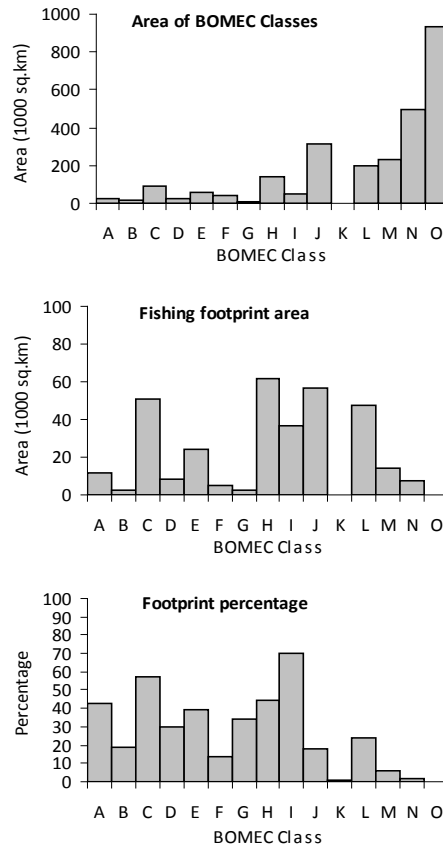 Area of BOMEC Classes
Area (1000 sq.km)
1000
800
600
400
200
0
A B C D E F G H I J K L M N O
BOMEC Class
Fishing footprint area
Area (1000 sq.km)
100
80
60
40
20
0
A B C D E F G H I J K L M N O
BOMEC Class
Footprint percentage
Percentage
100
90
80
70
60
50
40
30
20
10
0
A B C D E F G H I J K L M N O
BOMEC Class